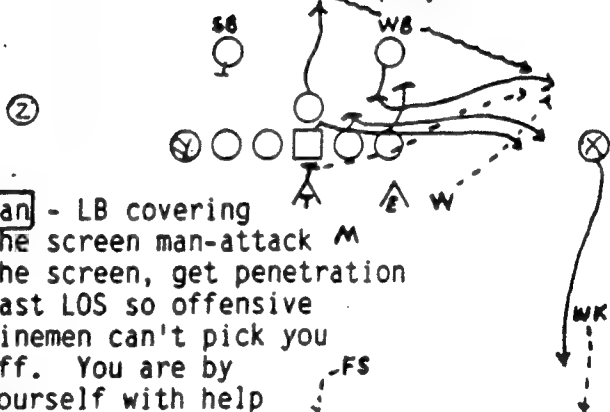 SB
WB
Z
Y
X
T
E
W
an - LB covering
he screen man-attack
M
he screen, get penetration
ast LOS so offensive
inemen can't pick you
WK
ff. You are by
FS
ourself with help